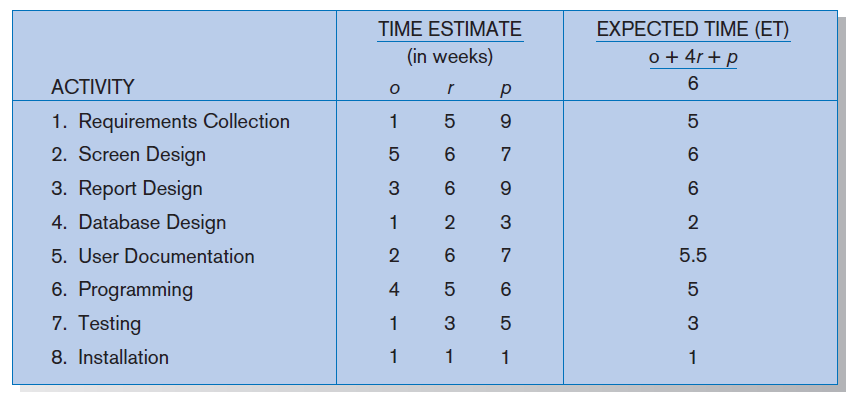 TIME ESTIMATE EXPECTED TIME (ET)
(in weeks) o + 4r + p
ACTIVITY o r p 6
1. Requirements Collection 1 5 9 5
2. Screen Design 5 6 7 6
3. Report Design 3 6 9 6
4. Database Design 1 2 3 2
5. User Documentation 2 6 7 5.5
6. Programming 4 5 6 5
7. Testing 1 3 5 3
8. Installation 1 1 1 1